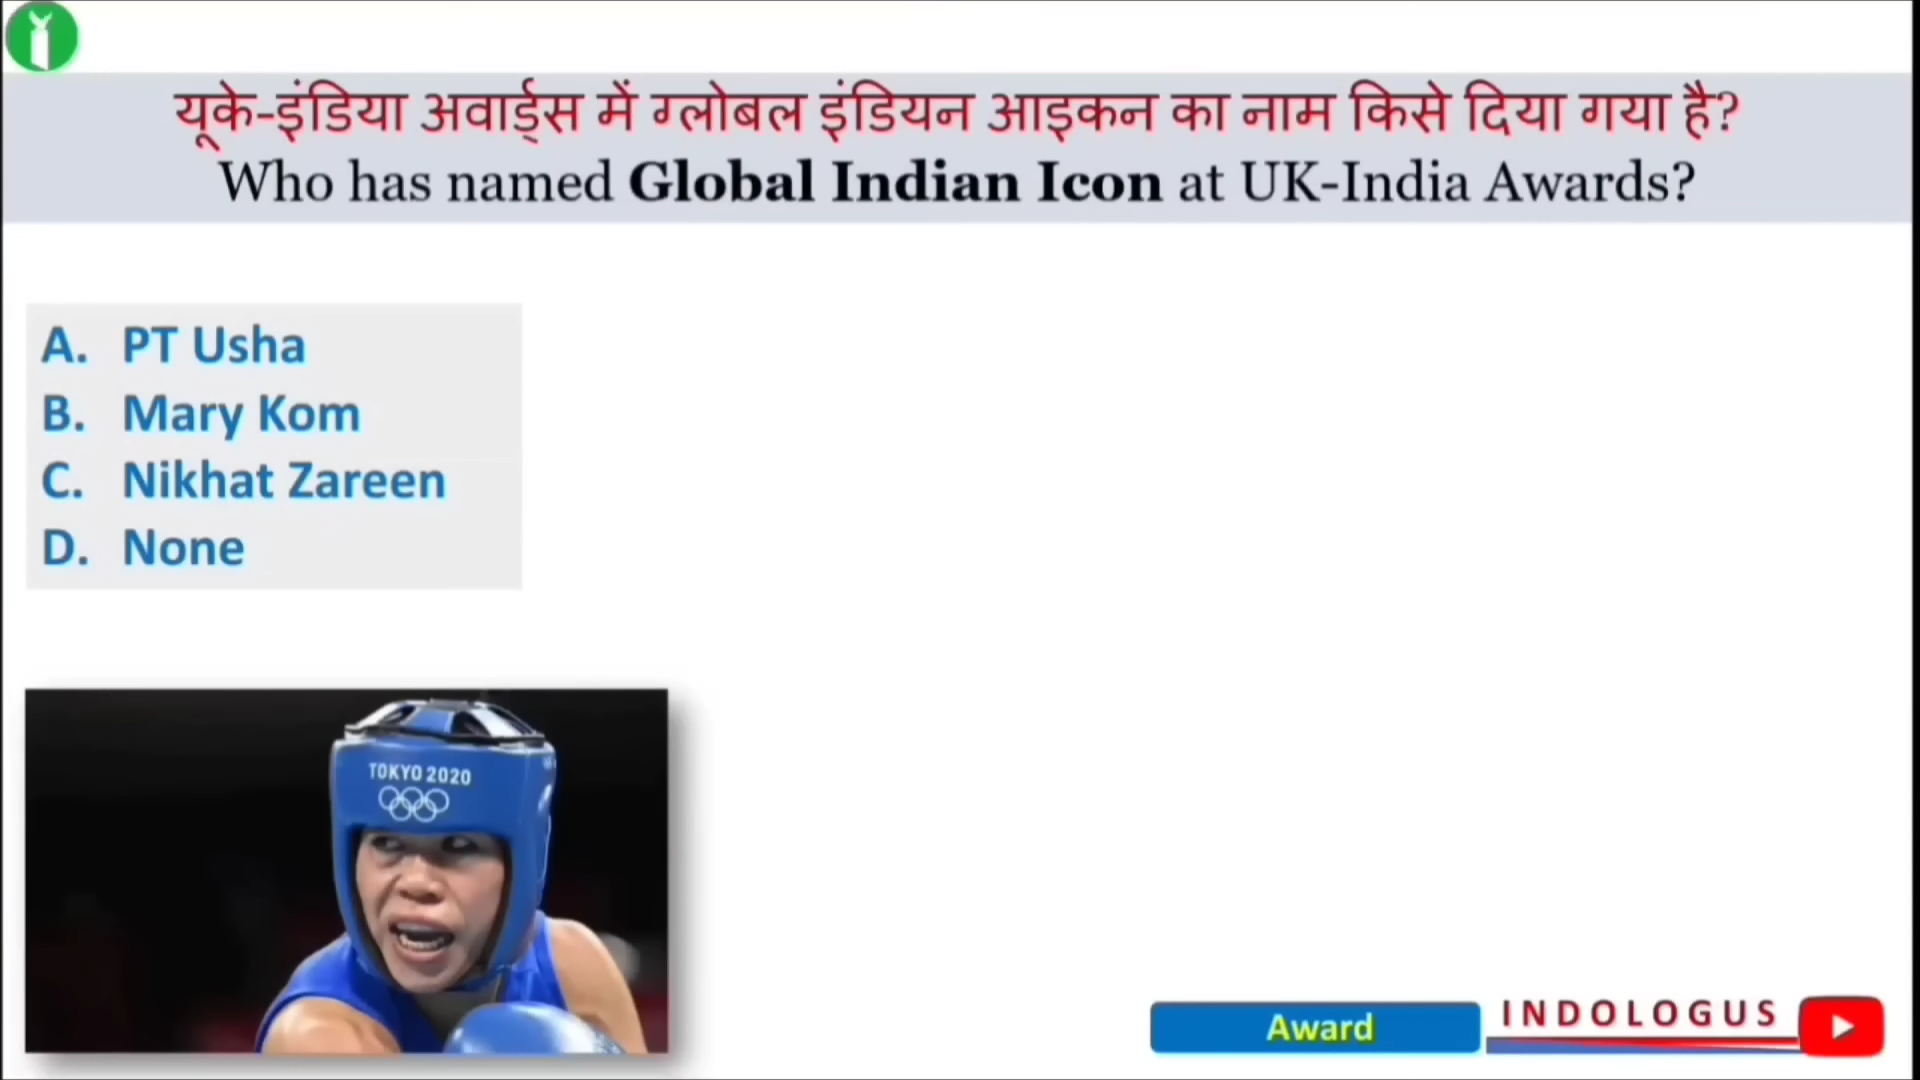 यूके-इंडिया अवार्ड्स में ग्लोबल इंडियन आइकन का नाम किसे दिया गया है?
Who has named Global Indian Icon at UK-India Awards?
A. PT Usha
B. Mary Kom
C. Nikhat Zareen
D. None
TOKYO 2020
Award
INDOLOGUS